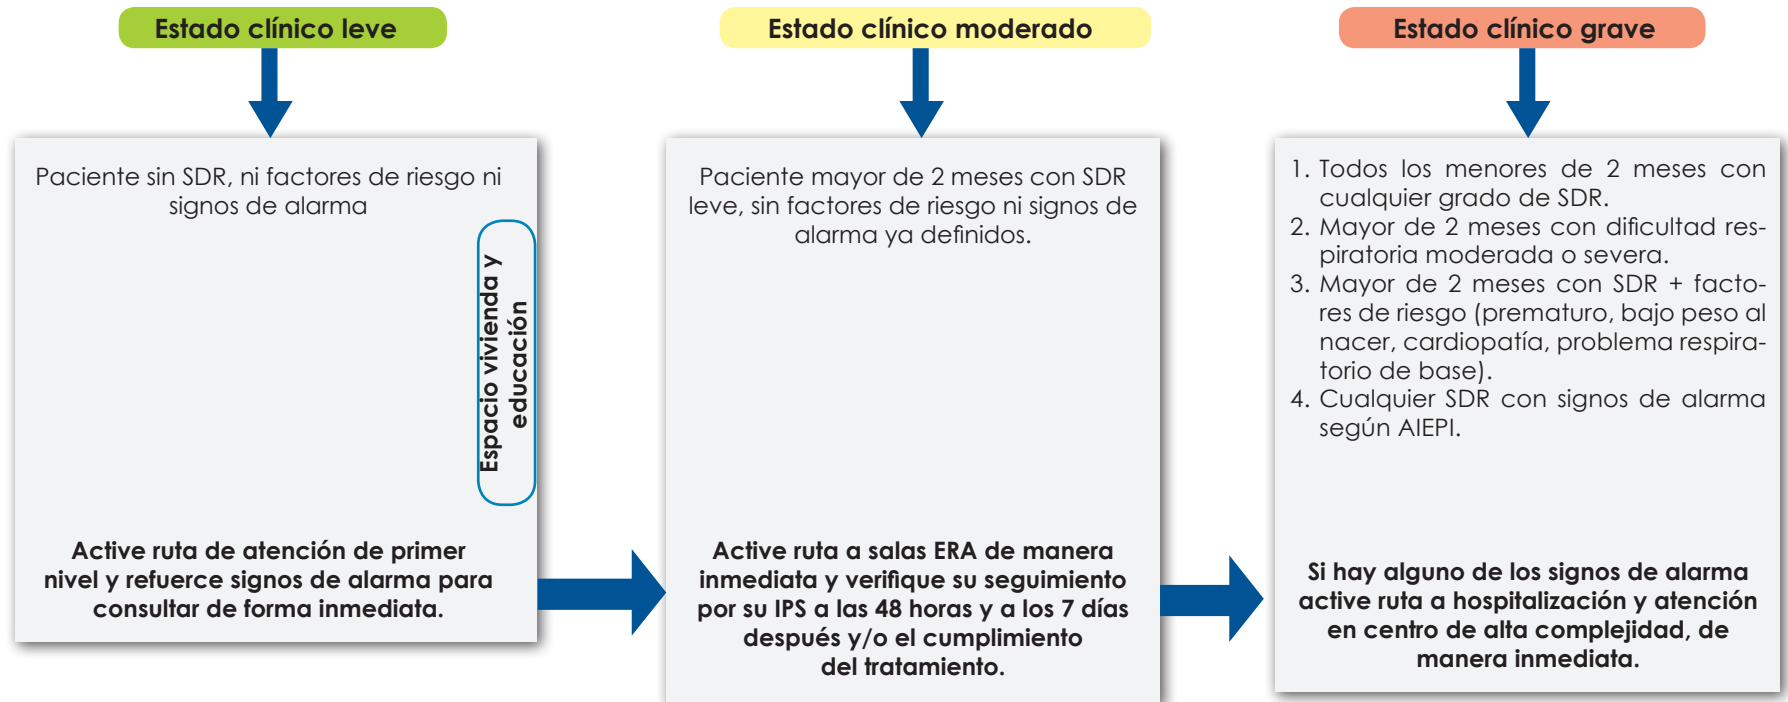 Estado clínico leve
Paciente sin SDR, ni factores de riesgo ni
signos de alarma
Espacio vivienda y
educación
Active ruta de atención de primer
nivel y refuerce signos de alarma para
consultar de forma inmediata.
Estado clínico moderado
Paciente mayor de 2 meses con SDR
leve, sin factores de riesgo ni signos de
alarma ya definidos.
Active ruta a salas ERA de manera
inmediata y verifique su seguimiento
por su IPS a las 48 horas y a los 7 días
después y/o el cumplimiento
del tratamiento.
Estado clínico grave
1. Todos los menores de 2 meses con
cualquier grado de SDR.
2. Mayor de 2 meses con dificultad res-
piratoria moderada o severa.
3. Mayor de 2 meses con SDR + facto-
res de riesgo (prematuro, bajo peso al
nacer, cardiopatía, problema respira-
torio de base).
4. Cualquier SDR con signos de alarma
según AIEPI.
Si hay alguno de los signos de alarma
active ruta a hospitalización y atención
en centro de alta complejidad, de
manera inmediata.